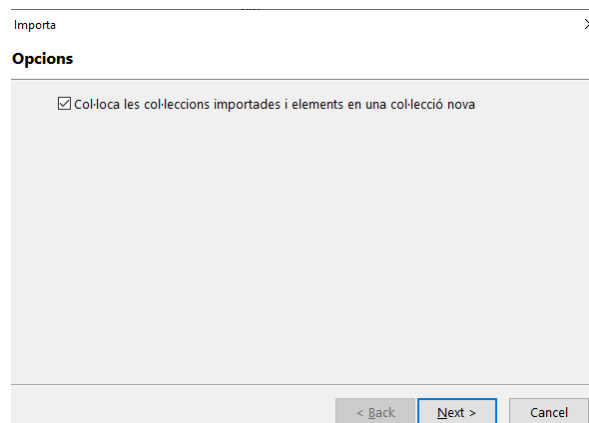 Importa
Opcions
Col·loca les col·leccions importades i elements en una col·lecció nova
< Back Next > Cancel